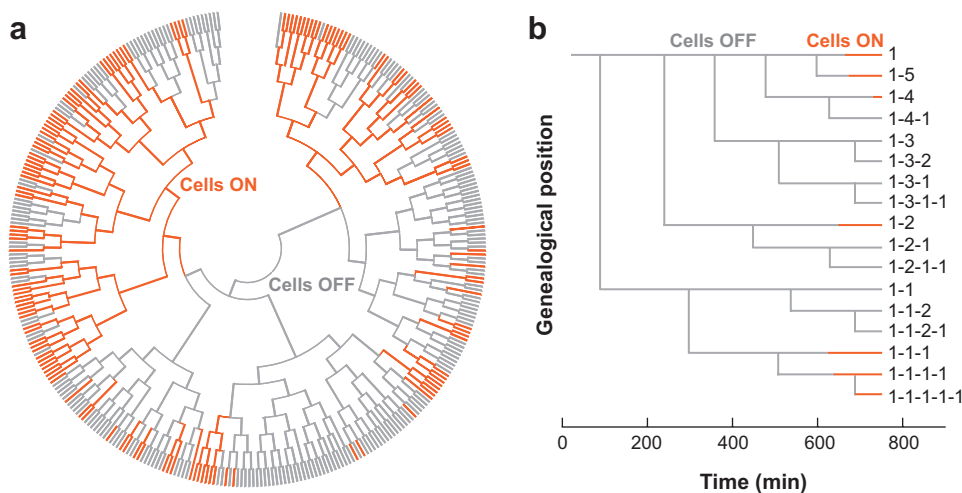 a
Cells ON
Cells OFF
b
Cells OFF
Cells ON
Genealogical position
1
1-5
1-4
1-4-1
1-3
1-3-2
1-3-1
1-3-1-1
1-2
1-2-1
1-2-1-1
1-1
1-1-2
1-1-2-1
1-1-1
1-1-1-1
1-1-1-1-1
0 200 400 600 800
Time (min)